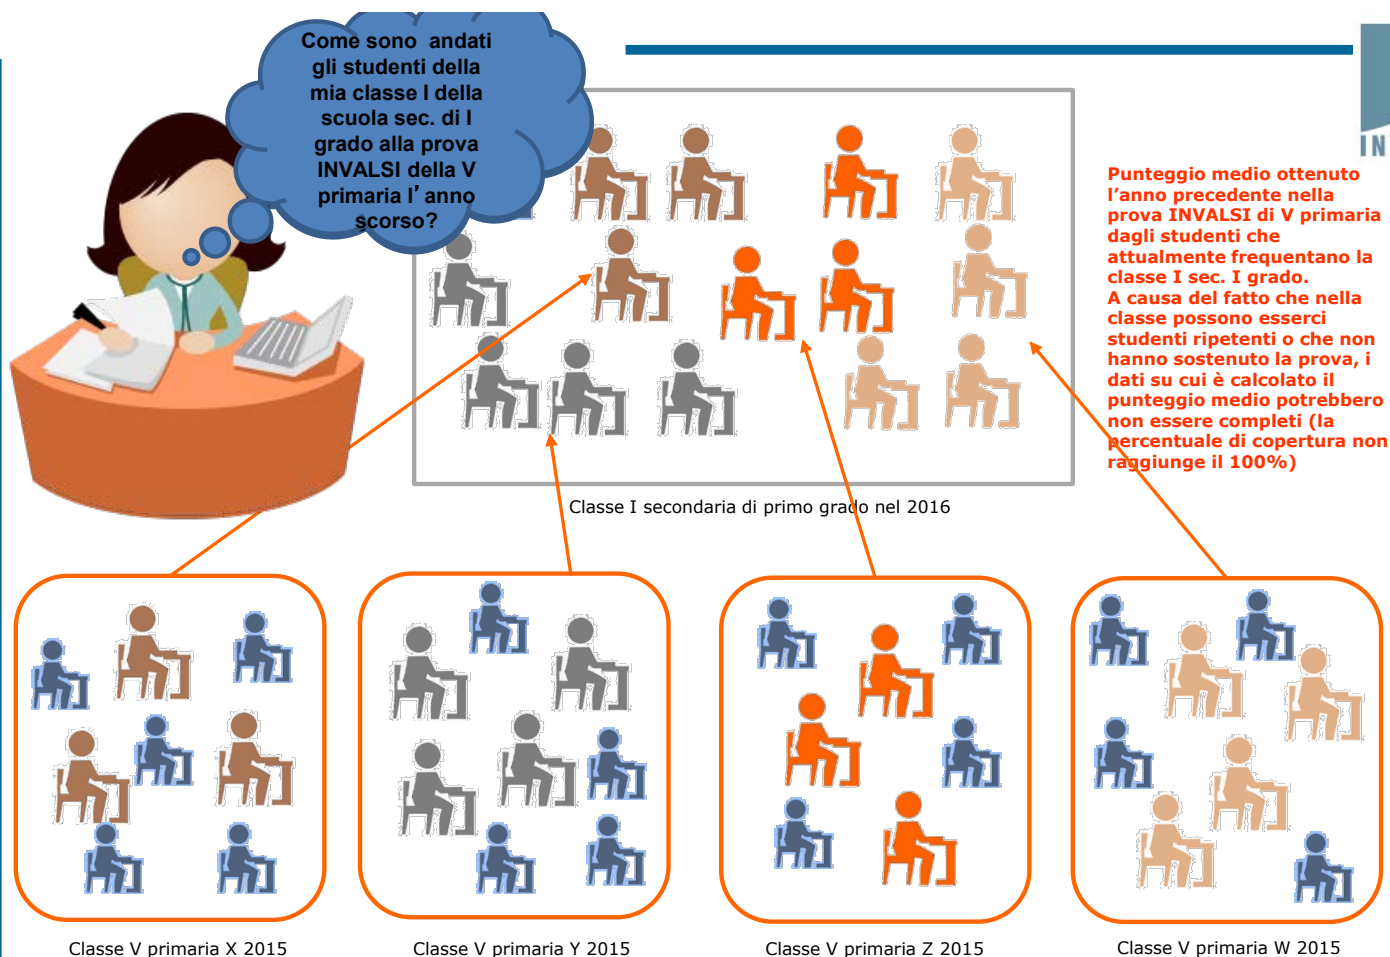 Come sono andati
gli studenti della
mia classe I della
scuola sec. di I
grado alla prova
INVALSI della V
primaria l’anno
scorso?
Punteggio medio ottenuto
l’anno precedente nella
prova INVALSI di V primaria
dagli studenti che
attualmente frequentano la
classe I sec. I grado.
A causa del fatto che nella
classe possono esserci
studenti ripetenti o che non
hanno sostenuto la prova, i
dati su cui è calcolato il
punteggio medio potrebbero
non essere completi (la
percentuale di copertura non
raggiunge il 100%)
Classe I secondaria di primo grado nel 2016
Classe V primaria X 2015
Classe V primaria Y 2015
Classe V primaria Z 2015
Classe V primaria W 2015